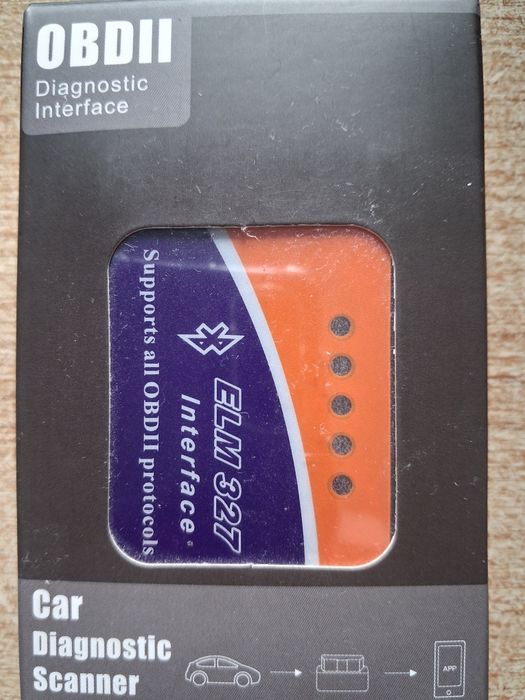 OBDII
Diagnostic
Interface
ELM 327
Interface
Supports all OBDII protocols
Car
Diagnostic
Scanner
APP